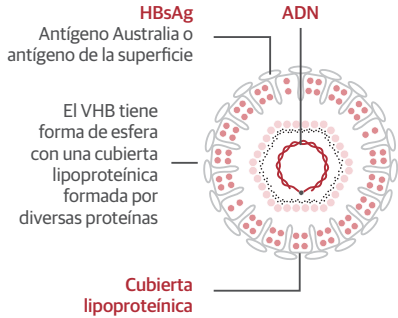 HBsAg
Antígeno Australia o
antígeno de la superficie
ADN
El VHB tiene
forma de esfera
con una cubierta
lipoproteínica
formada por
diversas proteínas
Cubierta
lipoproteínica